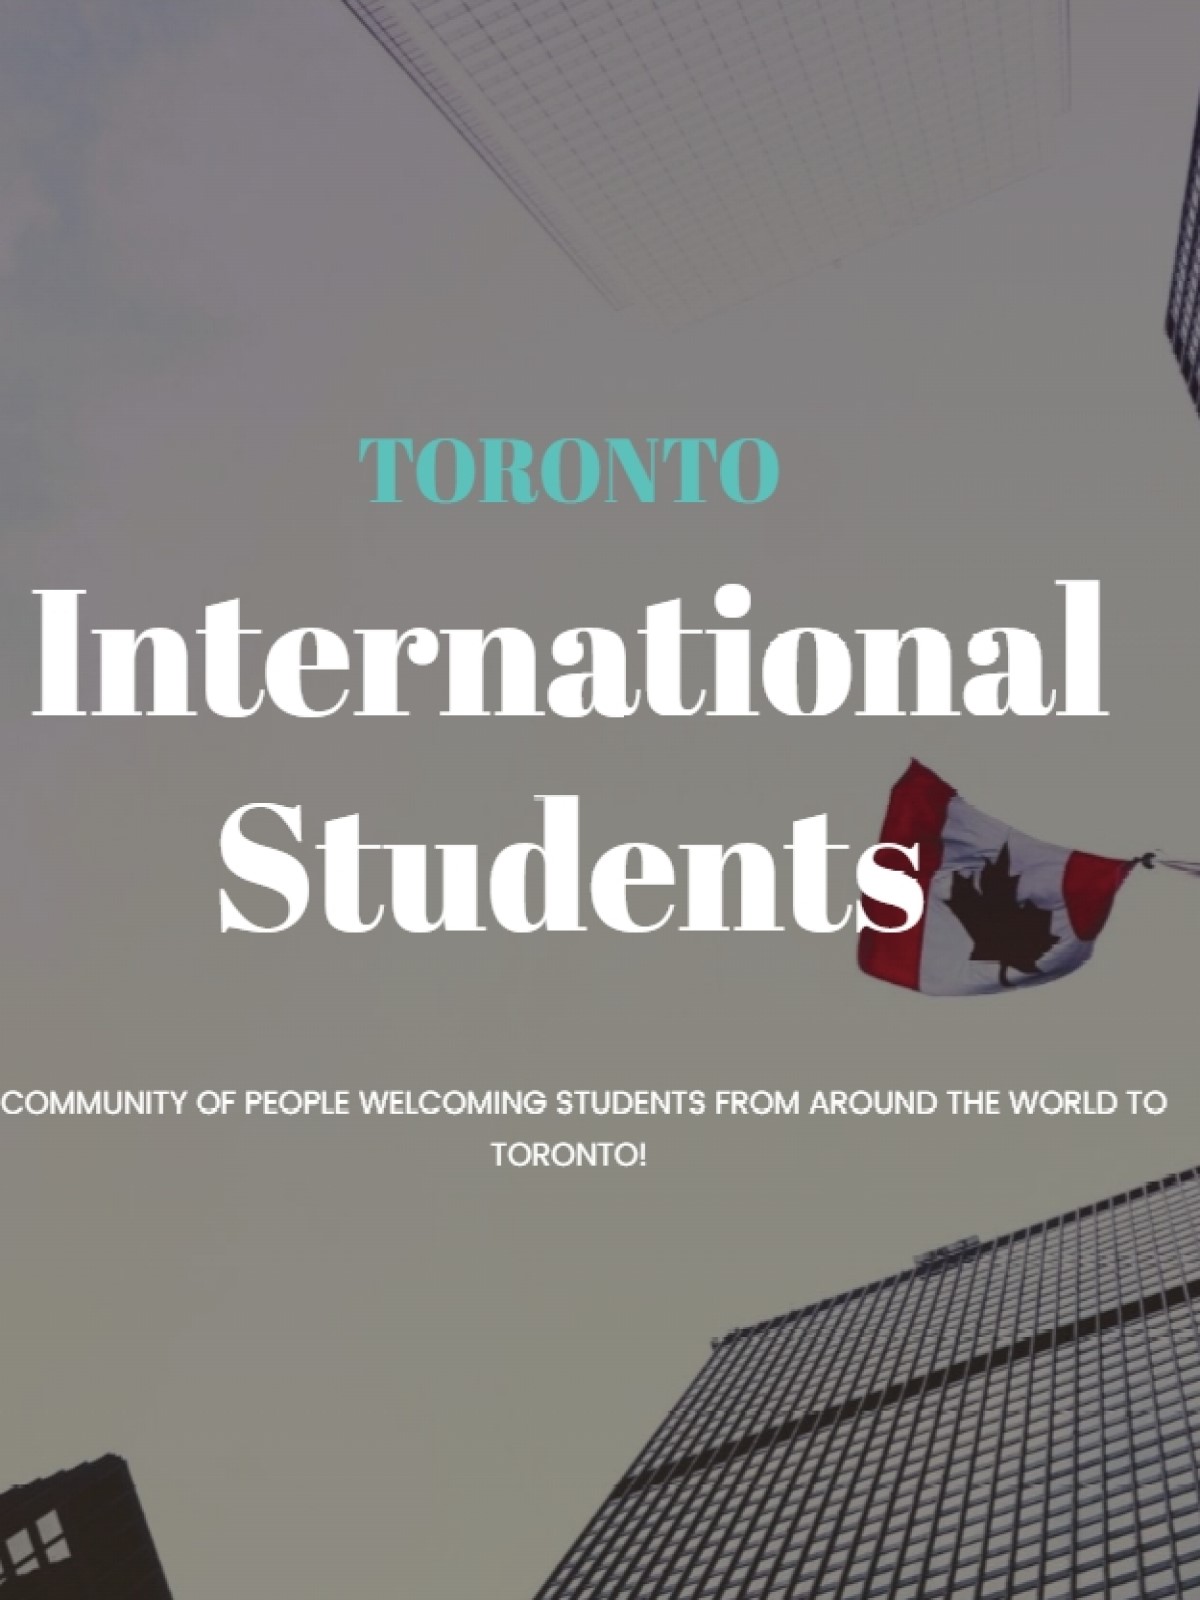 TORONTO
International
Students
COMMUNITY OF PEOPLE WELCOMING STUDENTS FROM AROUND THE WORLD TO
TORONTO!